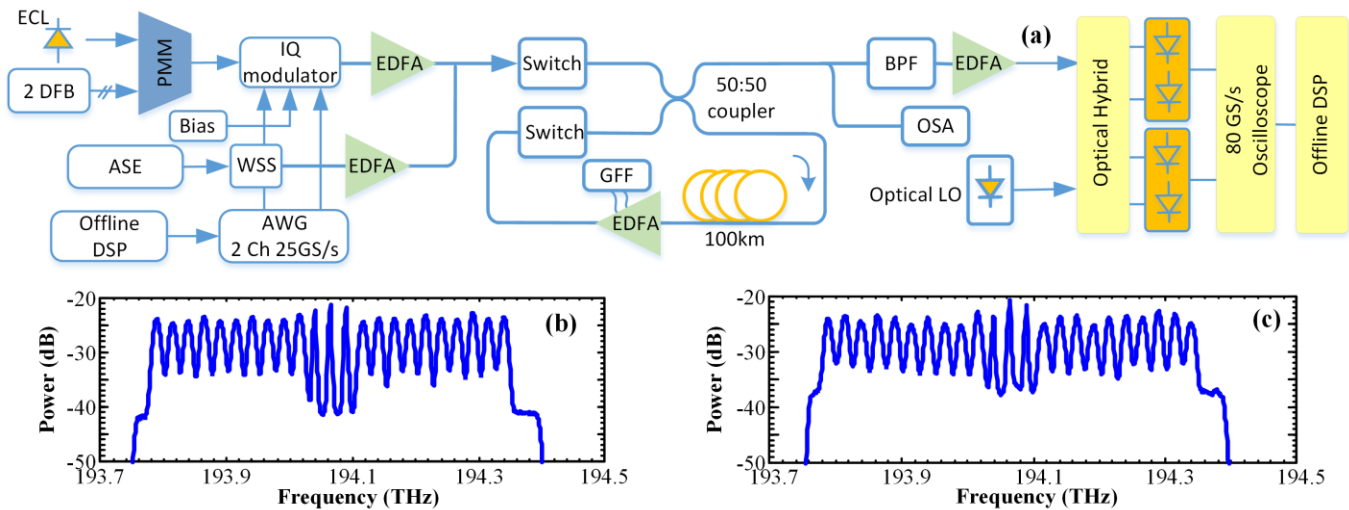 ECL
2 DFB
PMM
IQ
modulator
EDFA
Bias
ASE
WSS
EDFA
Offline
DSP
AWG
2 Ch 25GS/s
Switch
Switch
GFF
EDFA
100km
50:50
coupler
BPF
EDFA
OSA
(a)
Optical LO
Optical Hybrid
80 GS/s
Oscilloscope
Offline DSP
(b)
Power (dB)
-20
-30
-40
-50
193.7
193.9
194.1
194.3
194.5
Frequency (THz)
(c)
Power (dB)
-20
-30
-40
-50
193.7
193.9
194.1
194.3
194.5
Frequency (THz)